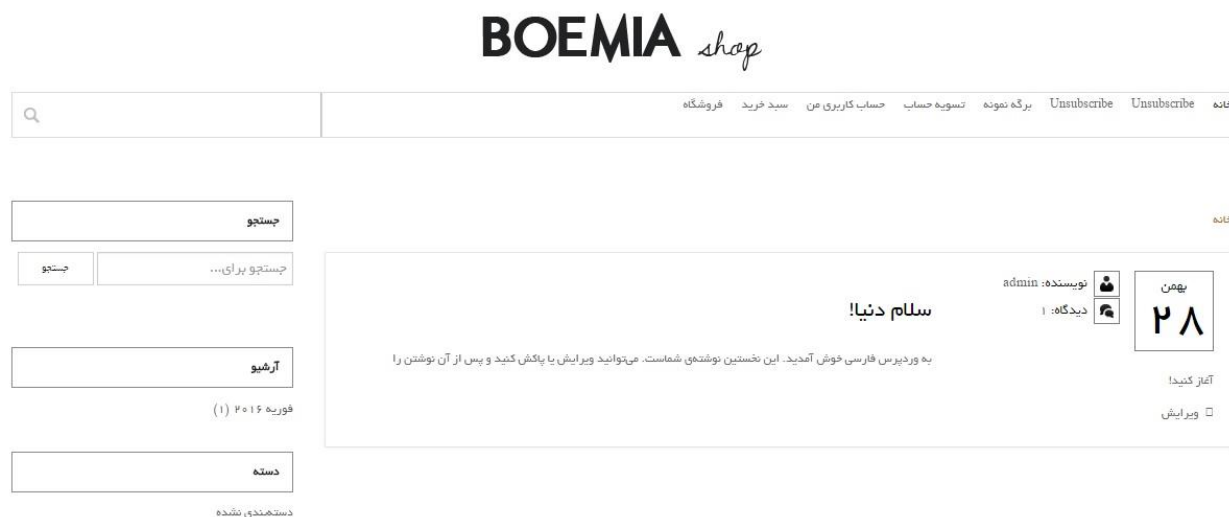 BOEMIA shop
خانه Unsubscribe Unsubscribe برگه نمونه تسویه حساب حساب کاربری من سبد خرید فروشگاه
خانه
بهمن
۲۸
نویسنده: admin
دیدگاه: ۱
سلام دنیا!
به وردپرس فارسی خوش آمدید. این نخستین نوشته‌ی شماست. می‌توانید ویرایش یا پاکش کنید و پس از آن نوشتن را
آغاز کنید!
ویرایش
جستجو
جستجو برای...
جستجو
آرشیو
فوریه ۲۰۱۶ (۱)
دسته
دسته‌بندی نشده